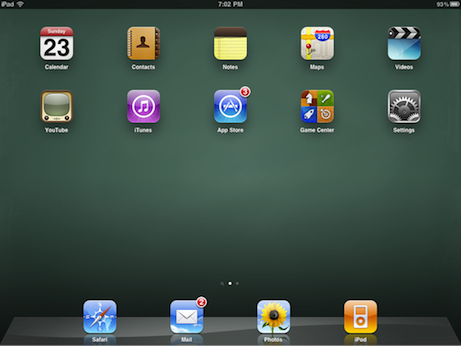 iPad
7:02 PM
93%
Sunday
23
280
3
Calendar
Contacts
Notes
Maps
Videos
YouTube
iTunes
App Store
Game Center
Settings
2
Safari
Mail
Photos
iPod